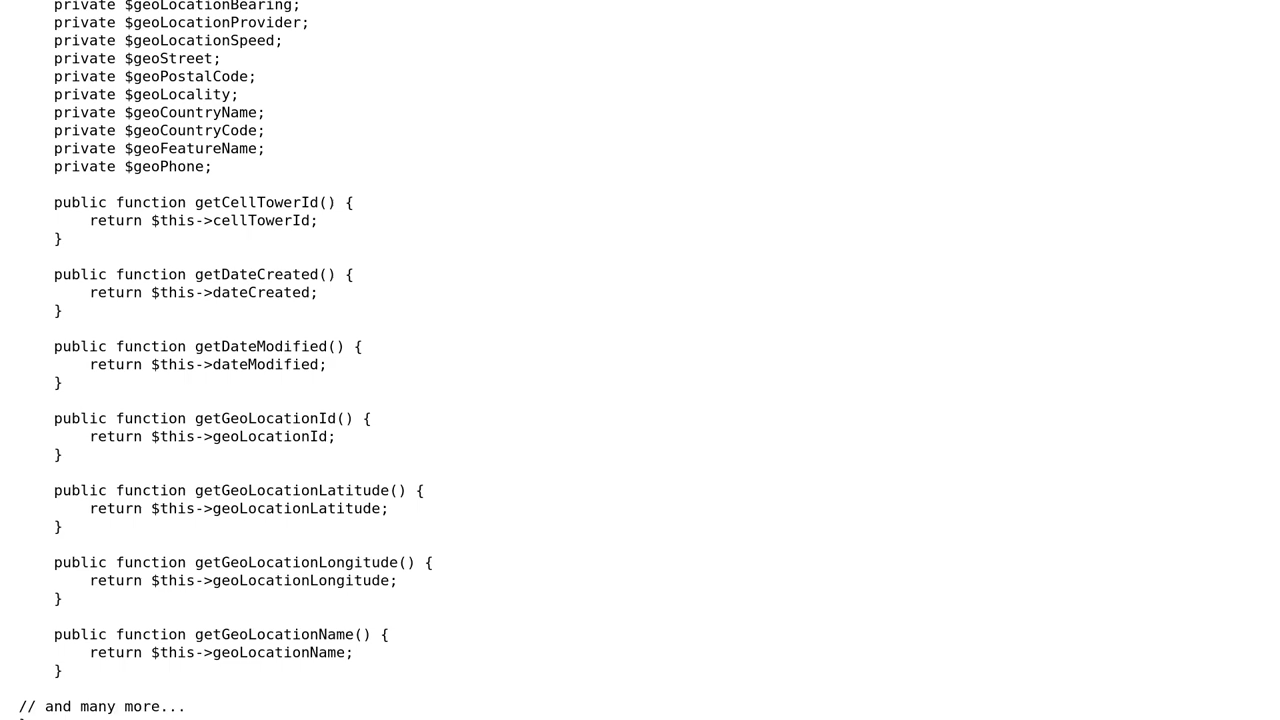 private $geoLocationBearing;
private $geoLocationProvider;
private $geoLocationSpeed;
private $geoStreet;
private $geoPostalCode;
private $geoLocality;
private $geoCountryName;
private $geoCountryCode;
private $geoFeatureName;
private $geoPhone;

public function getCellTowerId() {
    return $this->cellTowerId;
}

public function getDateCreated() {
    return $this->dateCreated;
}

public function getDateModified() {
    return $this->dateModified;
}

public function getGeoLocationId() {
    return $this->geoLocationId;
}

public function getGeoLocationLatitude() {
    return $this->geoLocationLatitude;
}

public function getGeoLocationLongitude() {
    return $this->geoLocationLongitude;
}

public function getGeoLocationName() {
    return $this->geoLocationName;
}

// and many more...